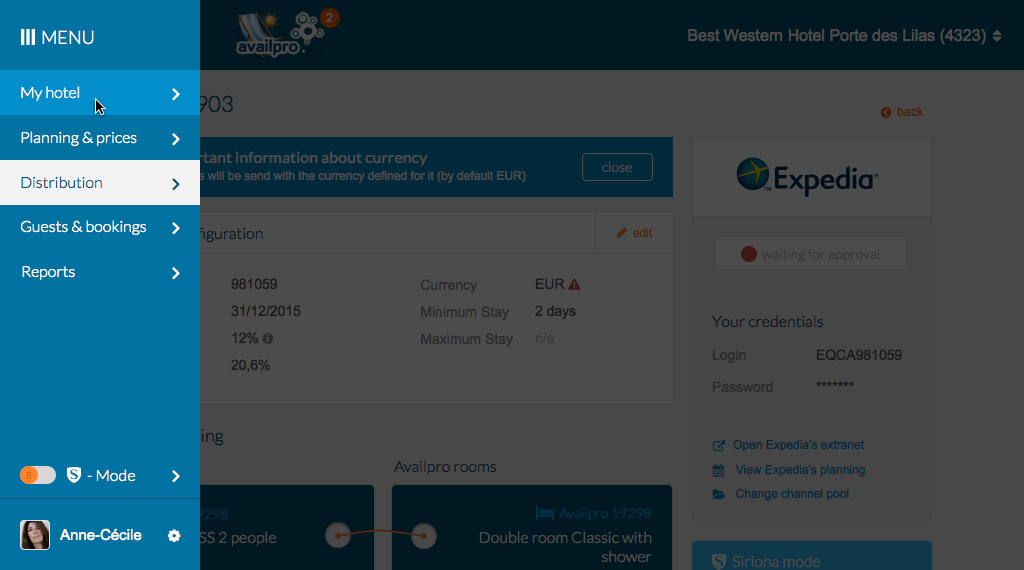 MENU
My hotel
Planning & prices
Distribution
Guests & bookings
Reports
- Mode
Anne-Cécile
availpro
2
Best Western Hotel Porte des Lilas (4323)
903
back
rtant information about currency
s will be send with the currency defined for it (by default EUR)
close
figuration
edit
981059
Currency
EUR
31/12/2015
Minimum Stay
2 days
12%
Maximum Stay
n/a
20,6%
Expedia
TM
waiting for approval
Your credentials
Login
EQCA981059
Password
*******
Open Expedia's extranet
View Expedia's planning
Change channel pool
Siriona mode
ing
Availpro rooms
9298
SS 2 people
Availpro 19298
Double room Classic with
shower